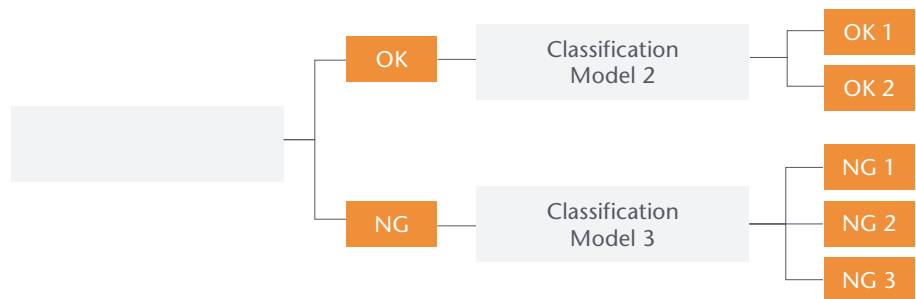 OK
Classification
Model 2
OK 1
OK 2
NG
Classification
Model 3
NG 1
NG 2
NG 3